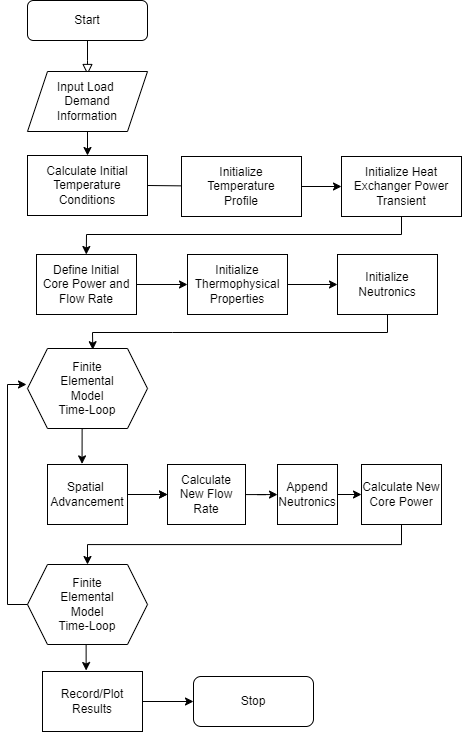 Start
Input Load
Demand
Information
Calculate Initial
Temperature
Conditions
Initialize
Temperature
Profile
Initialize Heat
Exchanger Power
Transient
Define Initial
Core Power and
Flow Rate
Initialize
Thermophysical
Properties
Initialize
Neutronics
Finite
Elemental
Model
Time-Loop
Spatial
Advancement
Calculate
New Flow
Rate
Append
Neutronics
Calculate New
Core Power
Finite
Elemental
Model
Time-Loop
Record/Plot
Results
Stop